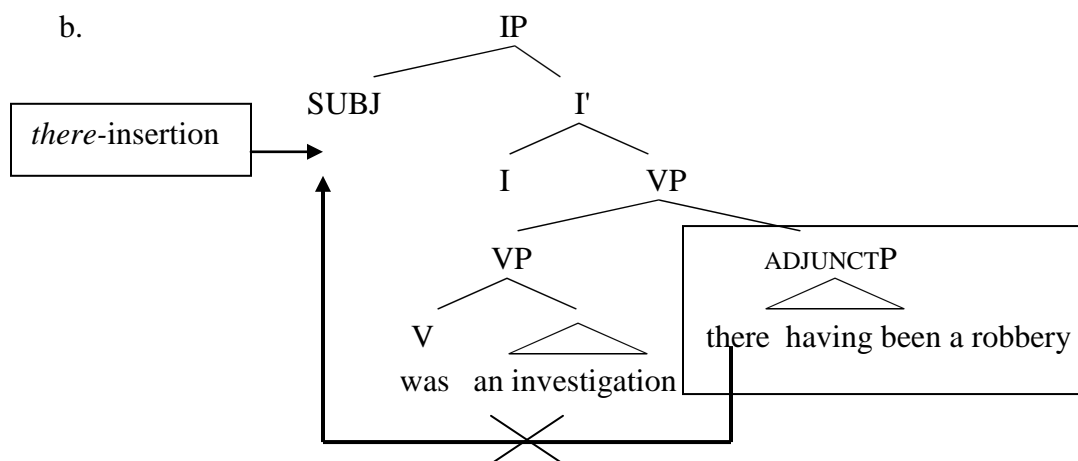 b.
IP
SUBJ I'
there-insertion
I VP
VP ADJUNCTP
V there having been a robbery
was an investigation